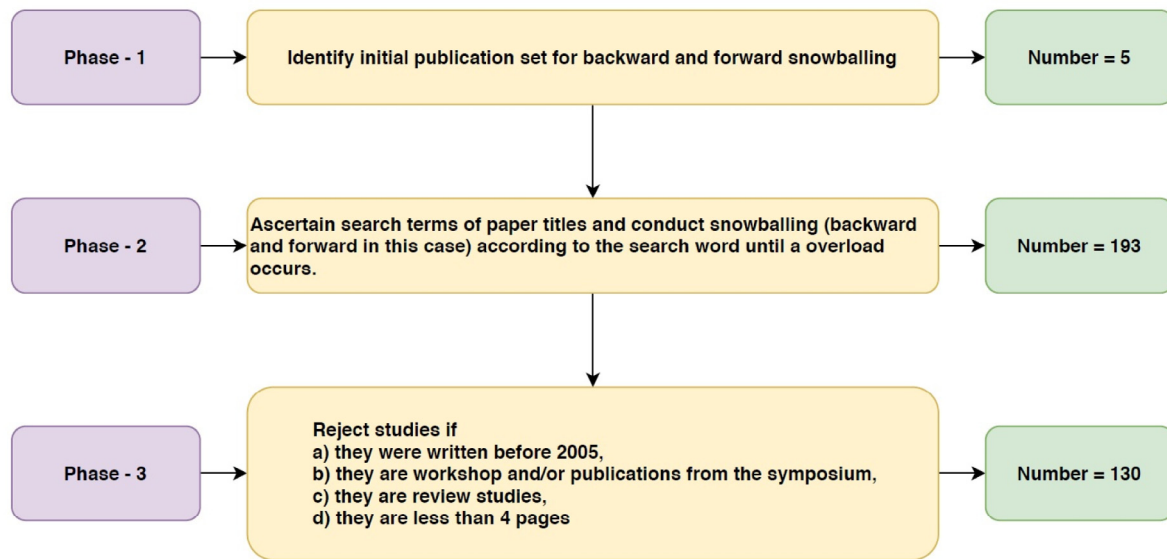 Phase - 1
Identify initial publication set for backward and forward snowballing
Number = 5
Phase - 2
Ascertain search terms of paper titles and conduct snowballing (backward
and forward in this case) according to the search word until a overload
occurs.
Number = 193
Phase - 3
Reject studies if
a) they were written before 2005,
b) they are workshop and/or publications from the symposium,
c) they are review studies,
d) they are less than 4 pages
Number = 130